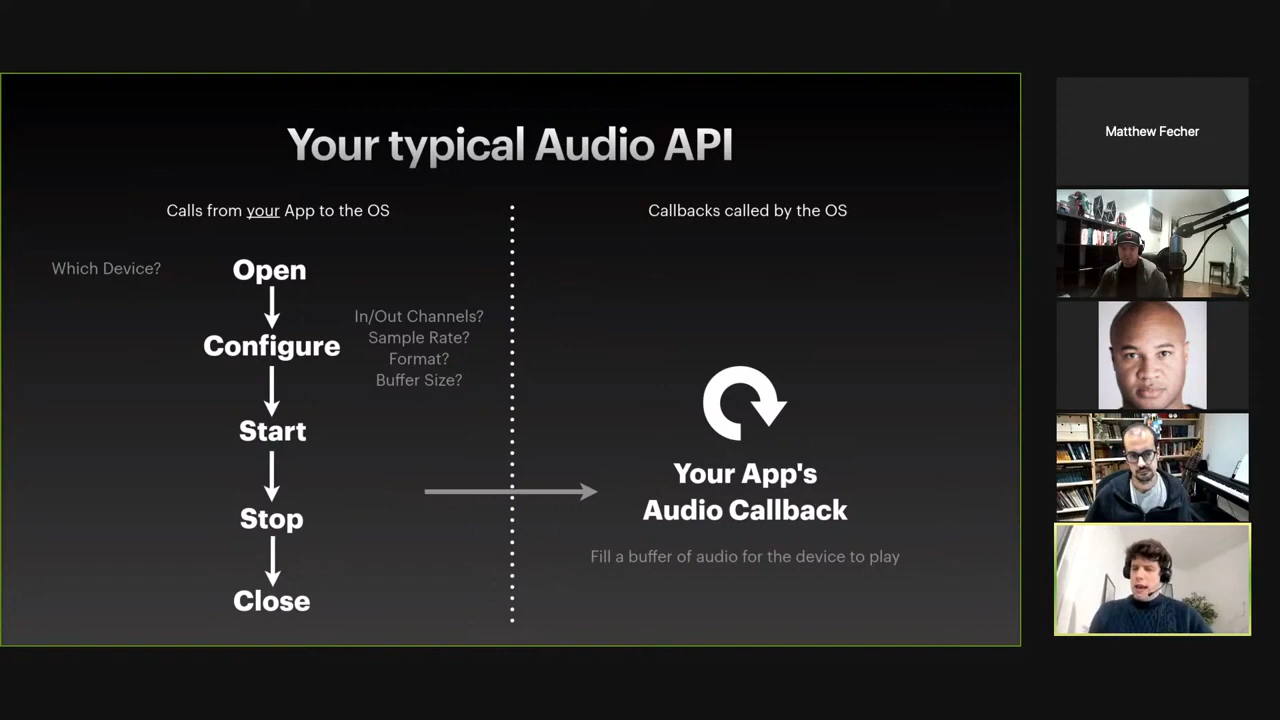 Your typical Audio API
Calls from your App to the OS
Callbacks called by the OS
Which Device?
Open
Configure
In/Out Channels?
Sample Rate?
Format?
Buffer Size?
Start
Stop
Close
Your App's
Audio Callback
Fill a buffer of audio for the device to play
Matthew Fecher